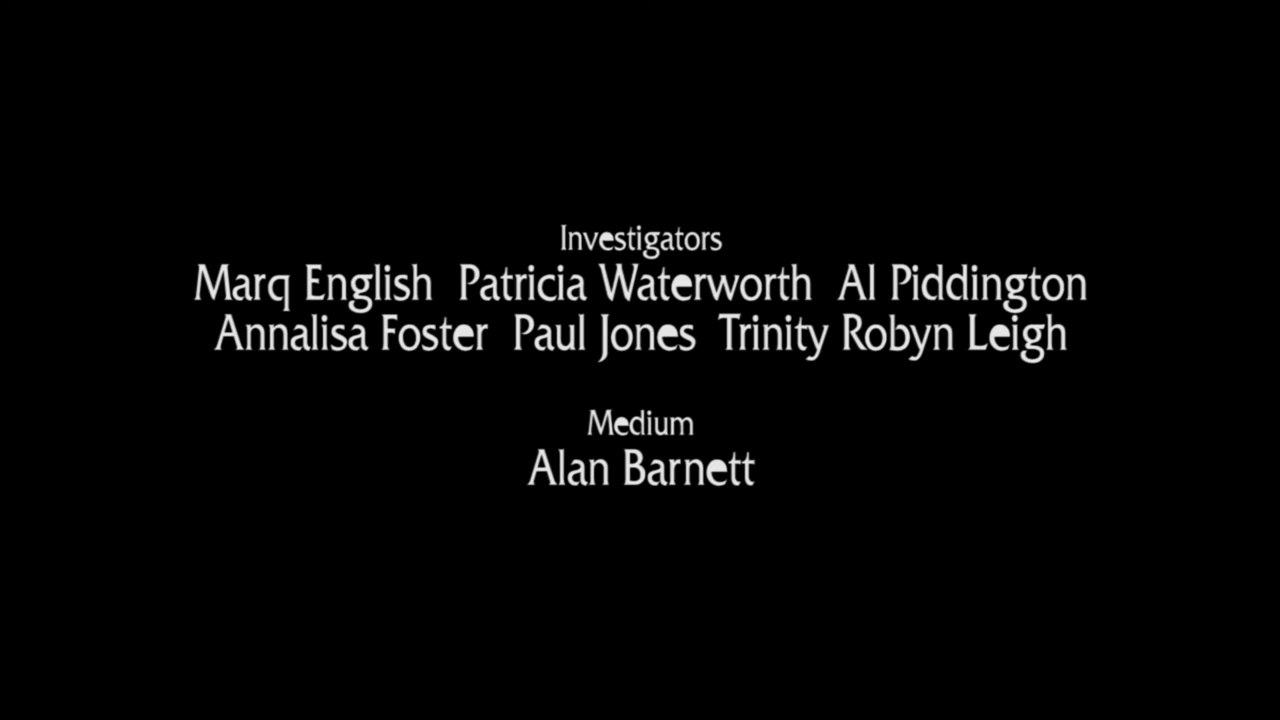 Investigators
Marq English Patricia Waterworth Al Piddington
Annalisa Foster Paul Jones Trinity Robyn Leigh
Medium
Alan Barnett